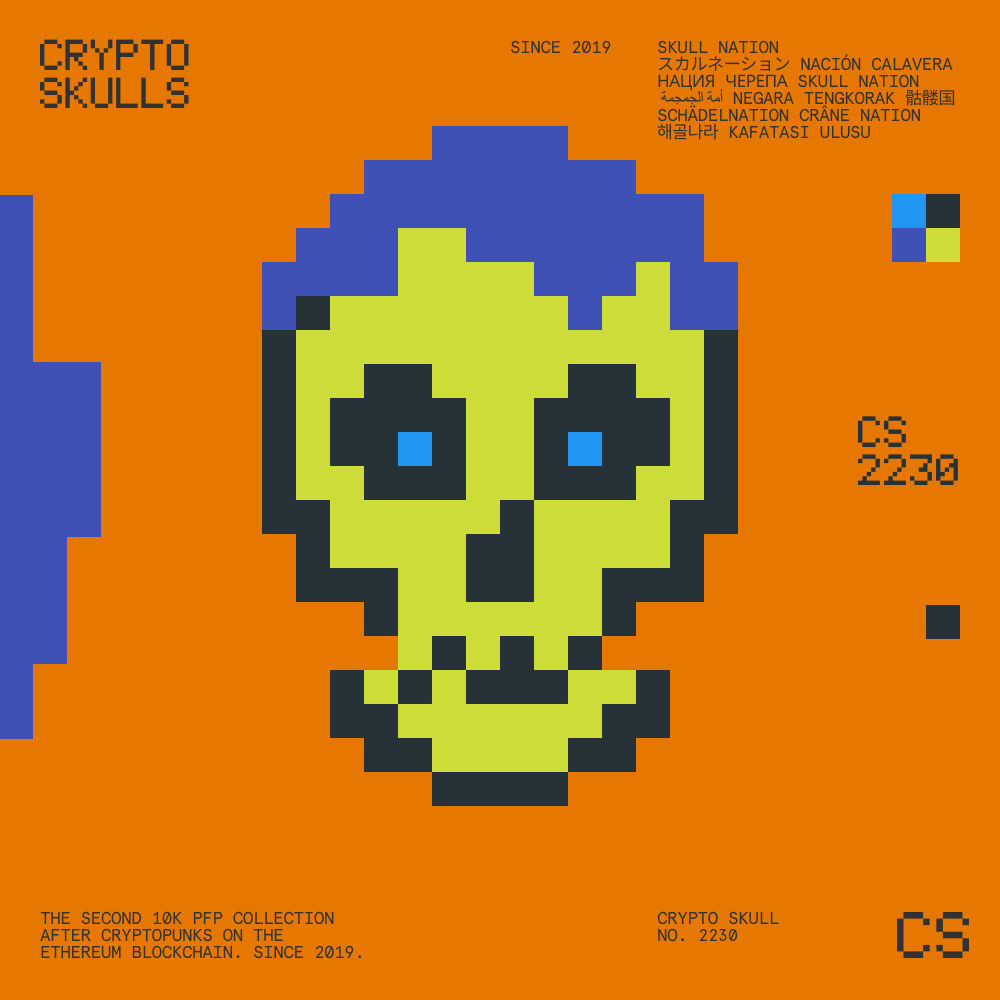 CRYPTO
SKULLS
SINCE 2019
SKULL NATION
スカルネーション NACIÓN CALAVERA
НАЦИЯ ЧЕРЕПА SKULL NATION
أمة الجمجمة NEGARA TENGKORAK 骷髅国
SCHÄDELNATION CRÂNE NATION
해골나라 KAFATASI ULUSU
CS
2230
THE SECOND 10K PFP COLLECTION
AFTER CRYPTOPUNKS ON THE
ETHEREUM BLOCKCHAIN. SINCE 2019.
CRYPTO SKULL
NO. 2230
CS